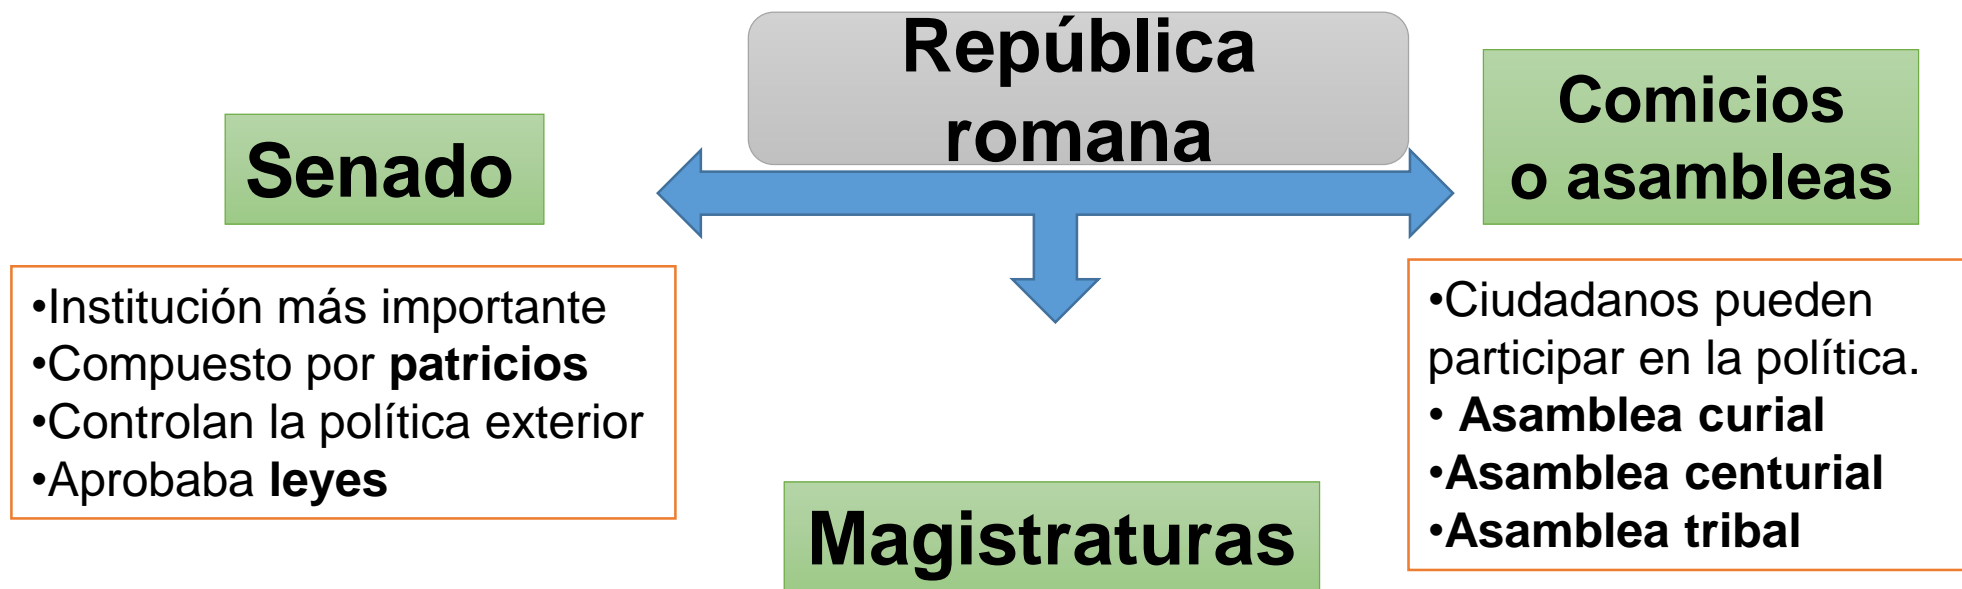 República
romana
Senado
•Institución más importante
•Compuesto por patricios
•Controlan la política exterior
•Aprobaba leyes
Comicios
o asambleas
•Ciudadanos pueden
participar en la política.
• Asamblea curial
•Asamblea centurial
•Asamblea tribal
Magistraturas